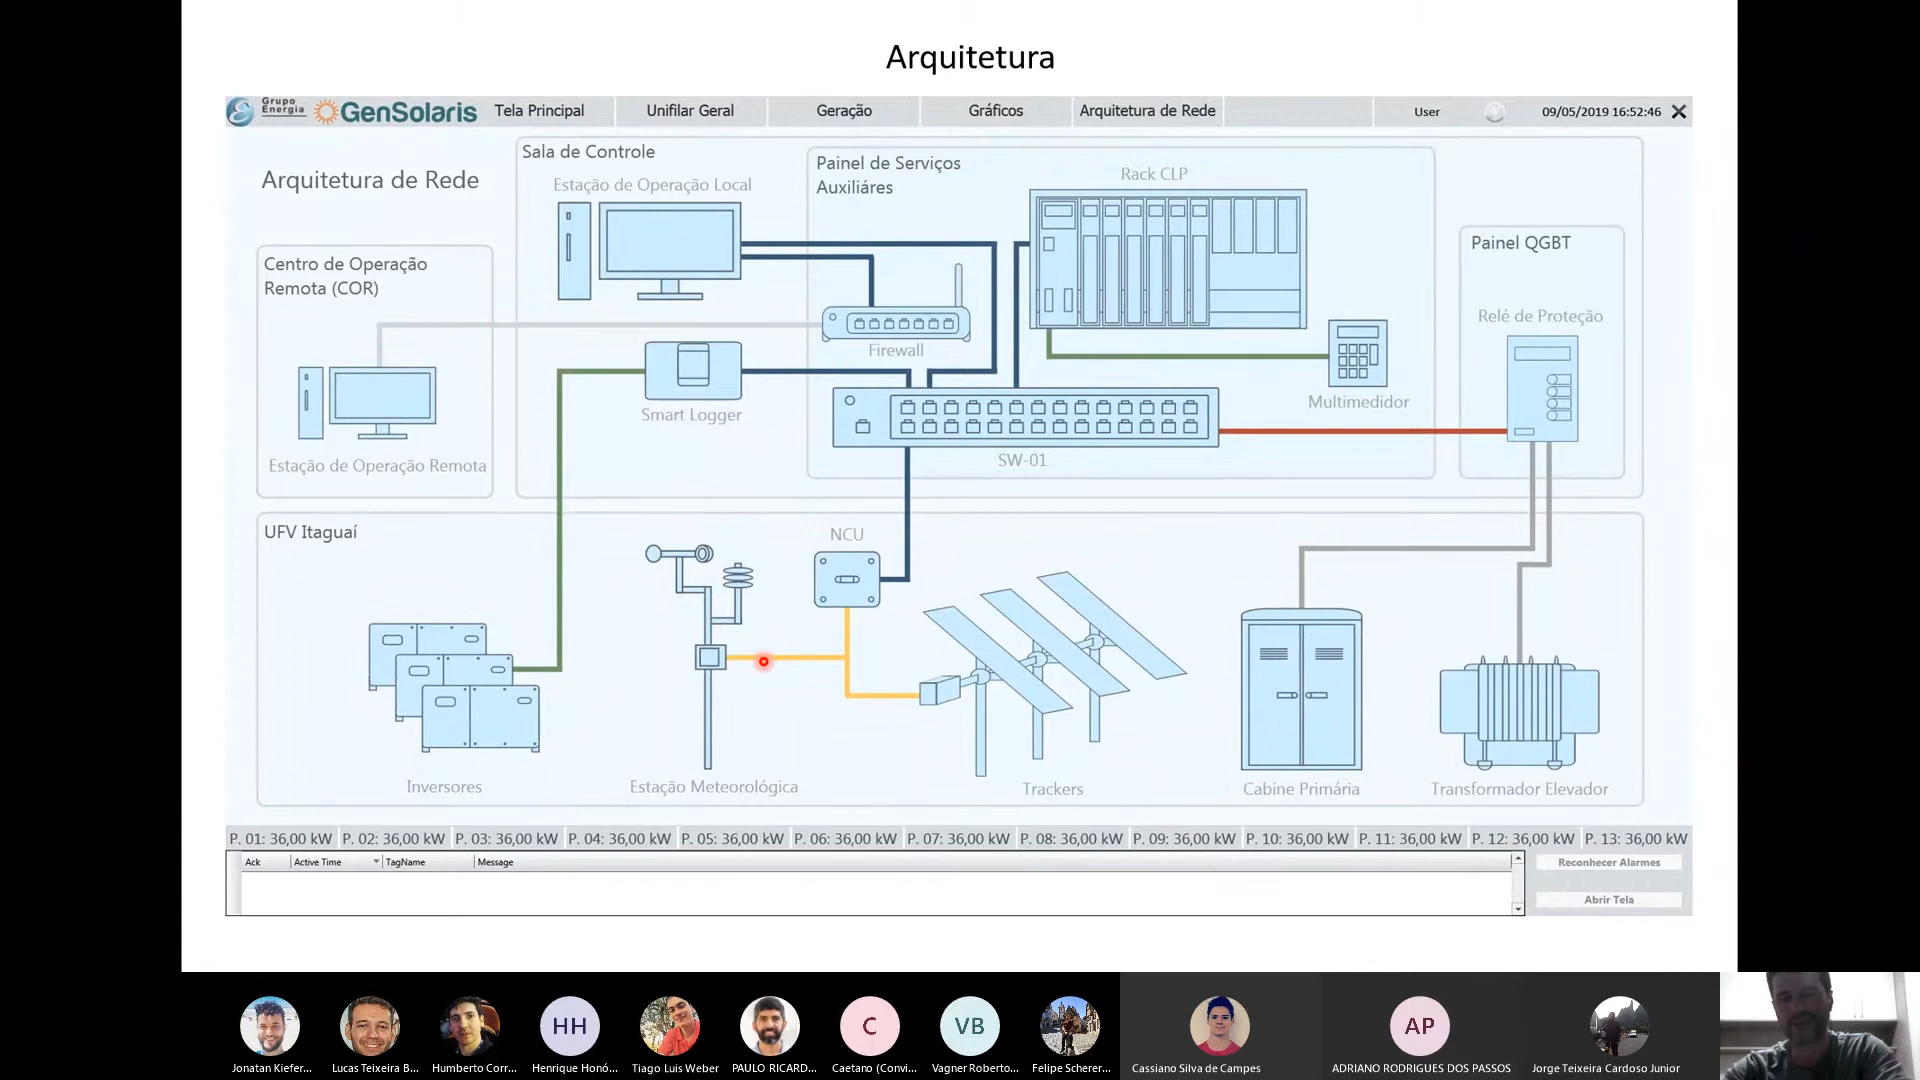 Arquitetura
Grupo Energia GenSolaris Tela Principal Unifilar Geral Geração Gráficos Arquitetura de Rede User 09/05/2019 16:52:46
Arquitetura de Rede
Sala de Controle
Estação de Operação Local
Painel de Serviços
Auxiliáres
Rack CLP
Painel QGBT
Relé de Proteção
Centro de Operação
Remota (COR)
Firewall
Smart Logger
Multimedidor
SW-01
Estação de Operação Remota
UFV Itaguaí
NCU
Inversores
Estação Meteorológica
Trackers
Cabine Primária
Transformador Elevador
P. 01: 36,00 kW P. 02: 36,00 kW P. 03: 36,00 kW P. 04: 36,00 kW P. 05: 36,00 kW P. 06: 36,00 kW P. 07: 36,00 kW P. 08: 36,00 kW P. 09: 36,00 kW P. 10: 36,00 kW P. 11: 36,00 kW P. 12: 36,00 kW P. 13: 36,00 kW
Ack Active Time TagName Message
Reconhecer Alarmes
Abrir Tela
HH C VB AP
Jonatan Kiefer... Lucas Teixeira B... Humberto Corr... Henrique Honó... Tiago Luis Weber PAULO RICARD... Caetano (Convi... Vagner Roberto... Felipe Scherer... Cassiano Silva de Campes ADRIANO RODRIGUES DOS PASSOS Jorge Teixeira Cardoso Junior